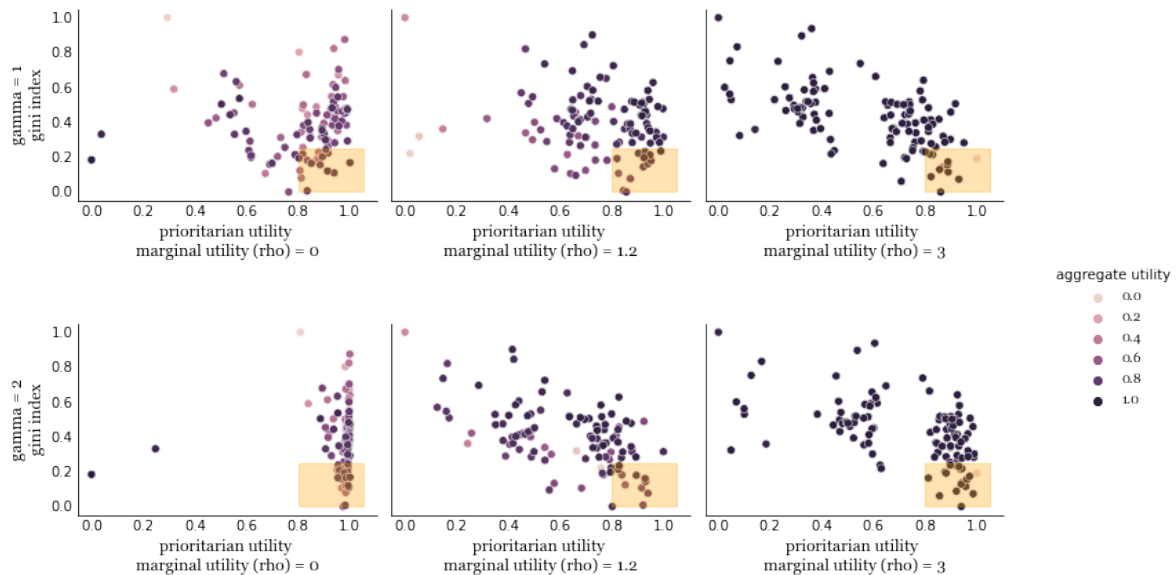 gamma = 1
gini index
1.0
0.8
0.6
0.4
0.2
0.0
0.0 0.2 0.4 0.6 0.8 1.0
prioritarian utility
marginal utility (rho) = 0
0.0 0.2 0.4 0.6 0.8 1.0
prioritarian utility
marginal utility (rho) = 1.2
0.0 0.2 0.4 0.6 0.8 1.0
prioritarian utility
marginal utility (rho) = 3
aggregate utility
0.0
0.2
0.4
0.6
0.8
1.0
gamma = 2
gini index
1.0
0.8
0.6
0.4
0.2
0.0
0.0 0.2 0.4 0.6 0.8 1.0
prioritarian utility
marginal utility (rho) = 0
0.0 0.2 0.4 0.6 0.8 1.0
prioritarian utility
marginal utility (rho) = 1.2
0.0 0.2 0.4 0.6 0.8 1.0
prioritarian utility
marginal utility (rho) = 3